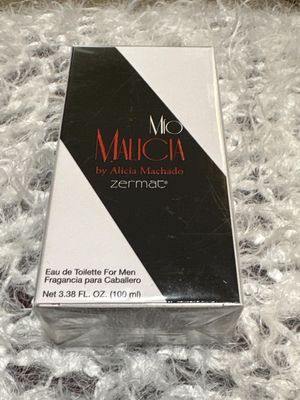 MIO
MALICIA
by Alicia Machado
zermat®
Eau de Toilette For Men
Fragancia para Caballero
Net 3.38 FL. OZ. (100 ml)